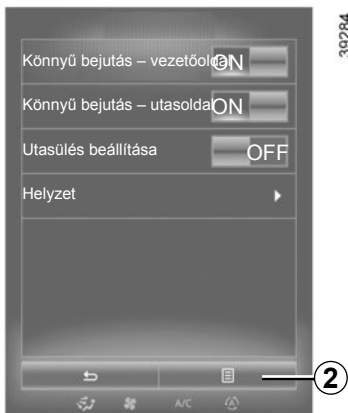 39284
Könnyű bejutás – vezetőoldal ON
Könnyű bejutás – utasoldal ON
Utasülés beállítása OFF
Helyzet
2
A/C A